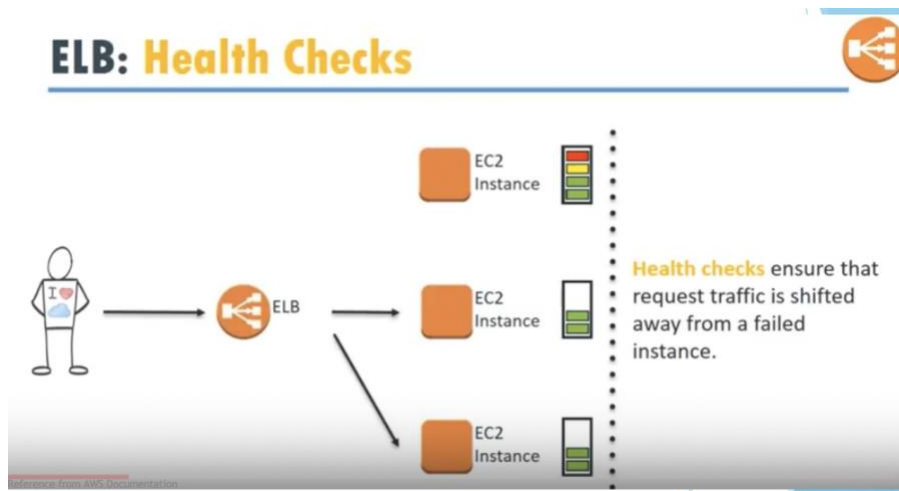 ELB: Health Checks
EC2
Instance
I
ELB
EC2
Instance
EC2
Instance
Health checks ensure that
request traffic is shifted
away from a failed
instance.
Reference from AWS Documentation